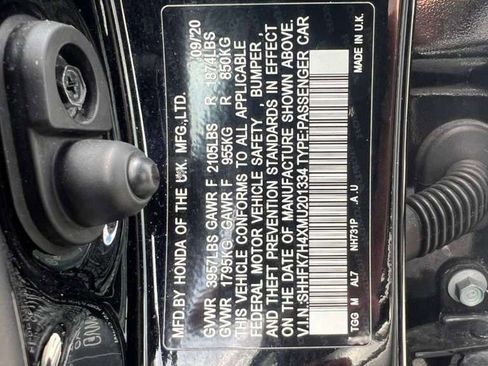 MFD.BY HONDA OF THE U.K. MFG.,LTD. 09/20
GVWR 3957LBS GAWR F 2105LBS R 1874LBS
GVWR 1795KG GAWR F 955KG R 850KG
THIS VEHICLE CONFORMS TO ALL APPLICABLE
FEDERAL MOTOR VEHICLE SAFETY , BUMPER ,
AND THEFT PREVENTION STANDARDS IN EFFECT
ON THE DATE OF MANUFACTURE SHOWN ABOVE.
V.I.N.:SHHFK7H4XMU201334 TYPE:PASSENGER CAR
TGG M AL7 NH731P A.U MADE IN U.K.